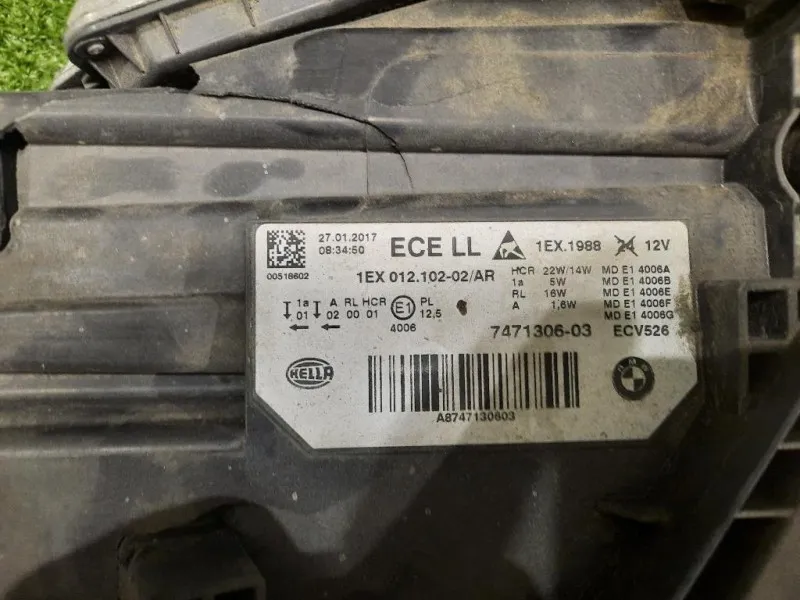 27.01.2017
08:34:50
00518602
ECE LL
1EX.1988 24 12V
1EX 012.102-02/AR
HCR 22W/14W MD E1 4006A
1a 5W MD E1 4006B
RL 16W MD E1 4006E
A 1,6W MD E1 4006F
MD E1 4006G
1a A RL HCR E1 PL
01 02 00 01 12,5
4006
7471306-03 ECV526
HELLA
BMW
A8747130603